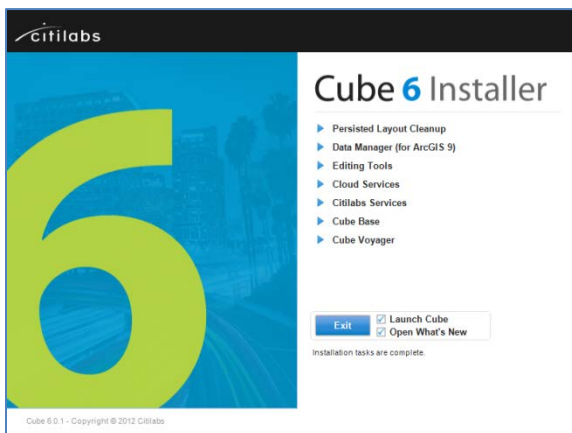 citilabs
6
Cube 6 Installer
Persisted Layout Cleanup
Data Manager (for ArcGIS 9)
Editing Tools
Cloud Services
Citilabs Services
Cube Base
Cube Voyager
Exit
Launch Cube
Open What's New
Installation tasks are complete.
Cube 6.0.1 - Copyright © 2012 Citilabs